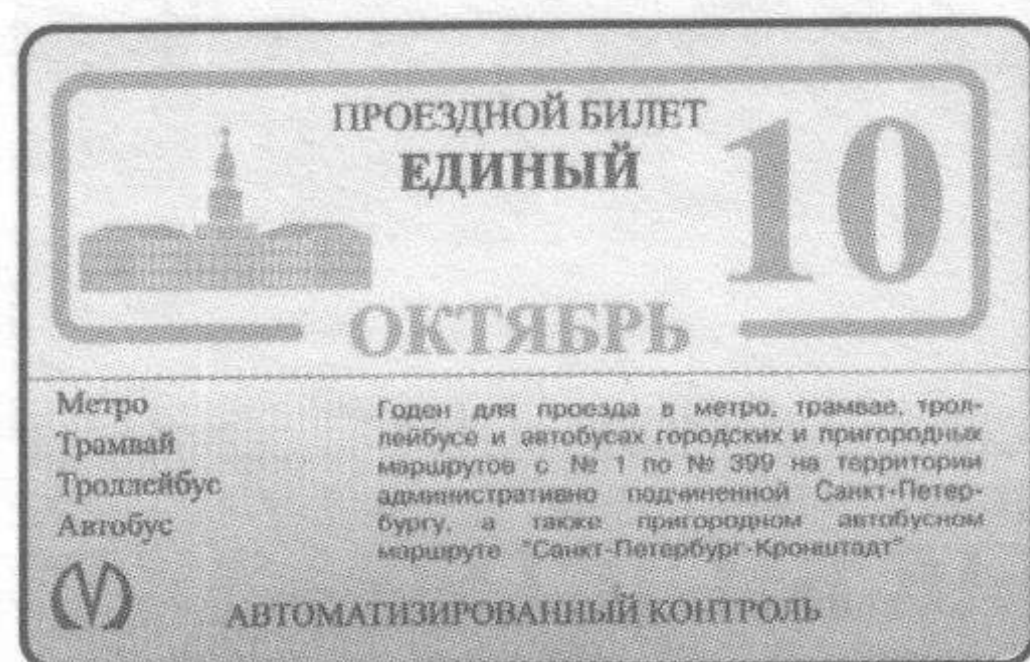 ПРОЕЗДНОЙ БИЛЕТ
ЕДИНЫЙ
10
ОКТЯБРЬ
Метро
Трамвай
Троллейбус
Автобус
Годен для проезда в метро, трамвае, трол-
лейбусе и автобусах городских и пригородных
маршрутов с № 1 по № 399 на территории
административно подчиненной Санкт-Петер-
бургу, а также пригородном автобусном
маршруте "Санкт-Петербург-Кронштадт"
АВТОМАТИЗИРОВАННЫЙ КОНТРОЛЬ